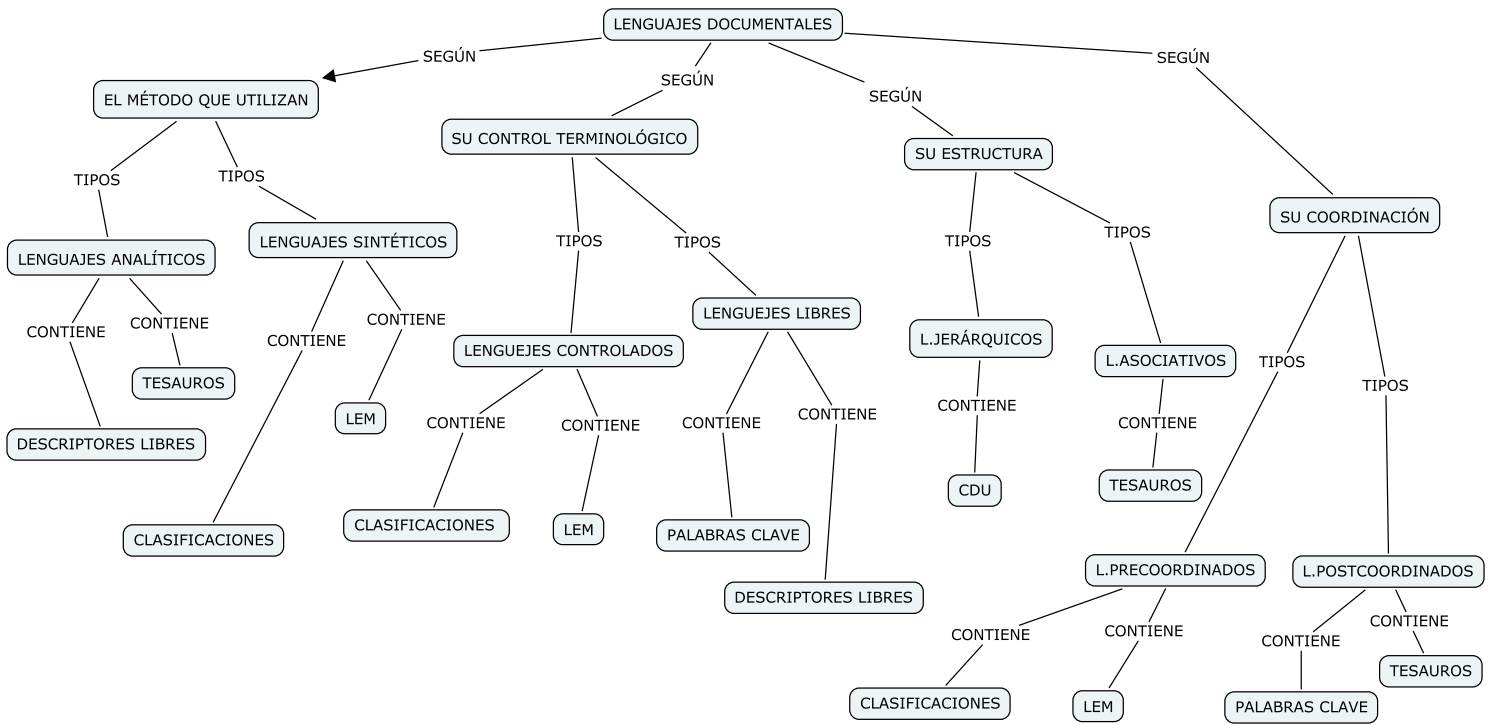 LENGUAJES DOCUMENTALES
SEGÚN
SEGÚN
SEGÚN
SEGÚN
EL MÉTODO QUE UTILIZAN
SU CONTROL TERMINOLÓGICO
SU ESTRUCTURA
SU COORDINACIÓN
TIPOS
TIPOS
LENGUAJES ANALÍTICOS
LENGUAJES SINTÉTICOS
CONTIENE
CONTIENE
TESAUROS
DESCRIPTORES LIBRES
CONTIENE
CONTIENE
LEM
CLASIFICACIONES
TIPOS
TIPOS
LENGUEJES CONTROLADOS
LENGUEJES LIBRES
CONTIENE
CONTIENE
CLASIFICACIONES
LEM
CONTIENE
CONTIENE
PALABRAS CLAVE
DESCRIPTORES LIBRES
TIPOS
TIPOS
L.JERÁRQUICOS
L.ASOCIATIVOS
CONTIENE
CONTIENE
CDU
TESAUROS
TIPOS
TIPOS
L.PRECOORDINADOS
L.POSTCOORDINADOS
CONTIENE
CONTIENE
CLASIFICACIONES
LEM
CONTIENE
CONTIENE
PALABRAS CLAVE
TESAUROS